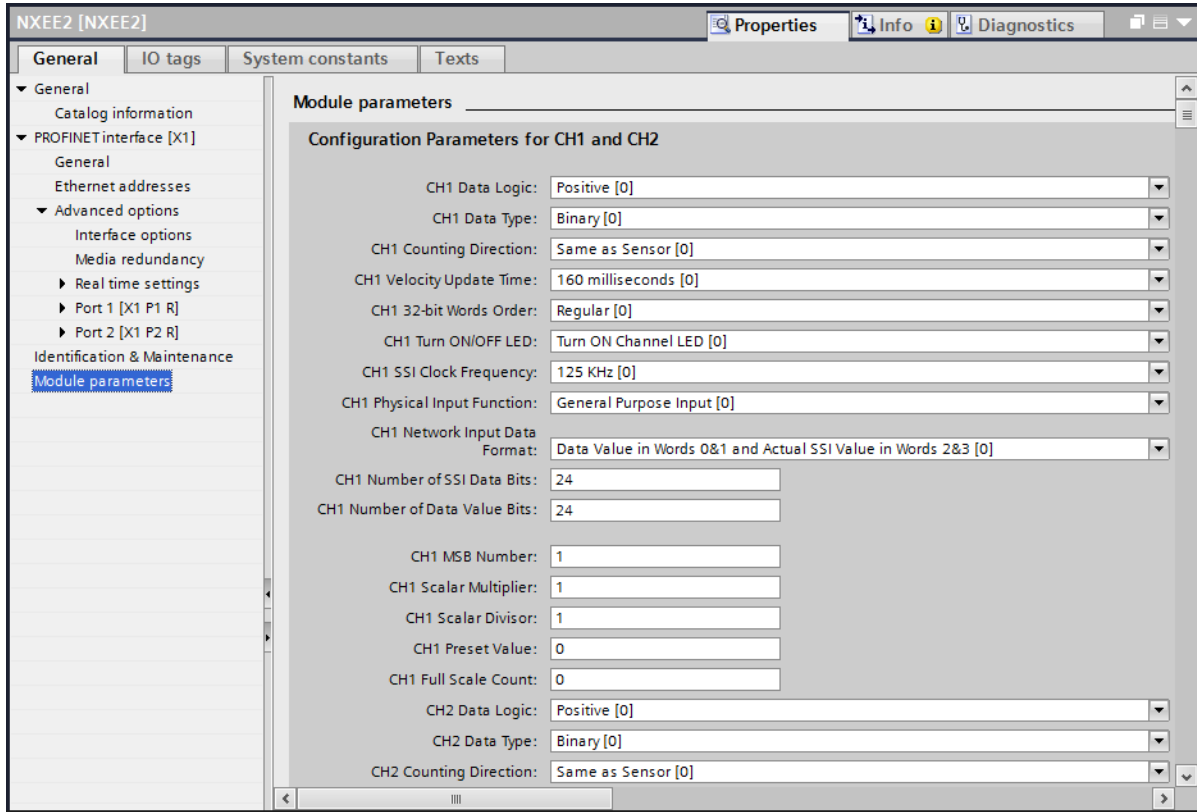 NXEE2 [NXEE2]
Properties
Info
Diagnostics
General
IO tags
System constants
Texts
General
Catalog information
PROFINET interface [X1]
General
Ethernet addresses
Advanced options
Interface options
Media redundancy
Real time settings
Port 1 [X1 P1 R]
Port 2 [X1 P2 R]
Identification & Maintenance
Module parameters
Module parameters
Configuration Parameters for CH1 and CH2
CH1 Data Logic: Positive [0]
CH1 Data Type: Binary [0]
CH1 Counting Direction: Same as Sensor [0]
CH1 Velocity Update Time: 160 milliseconds [0]
CH1 32-bit Words Order: Regular [0]
CH1 Turn ON/OFF LED: Turn ON Channel LED [0]
CH1 SSI Clock Frequency: 125 KHz [0]
CH1 Physical Input Function: General Purpose Input [0]
CH1 Network Input Data
Format: Data Value in Words 0&1 and Actual SSI Value in Words 2&3 [0]
CH1 Number of SSI Data Bits: 24
CH1 Number of Data Value Bits: 24
CH1 MSB Number: 1
CH1 Scalar Multiplier: 1
CH1 Scalar Divisor: 1
CH1 Preset Value: 0
CH1 Full Scale Count: 0
CH2 Data Logic: Positive [0]
CH2 Data Type: Binary [0]
CH2 Counting Direction: Same as Sensor [0]